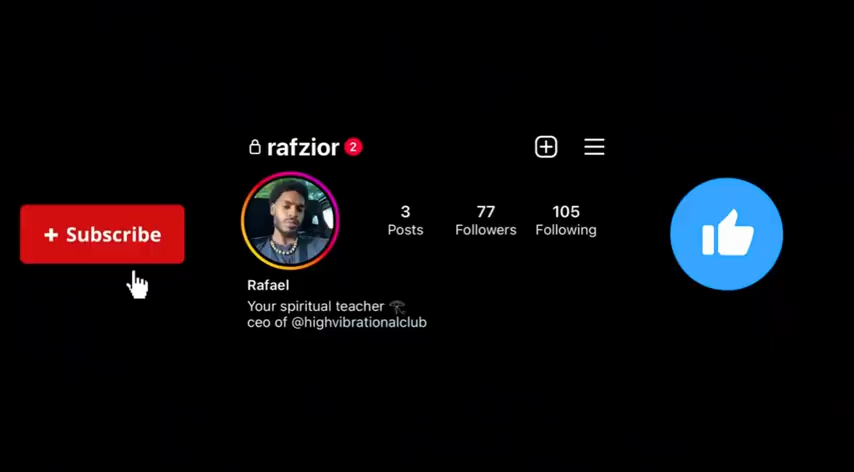 rafzior 2
+ Subscribe
3 77 105
Posts Followers Following
Rafael
Your spiritual teacher
ceo of @highvibrationalclub